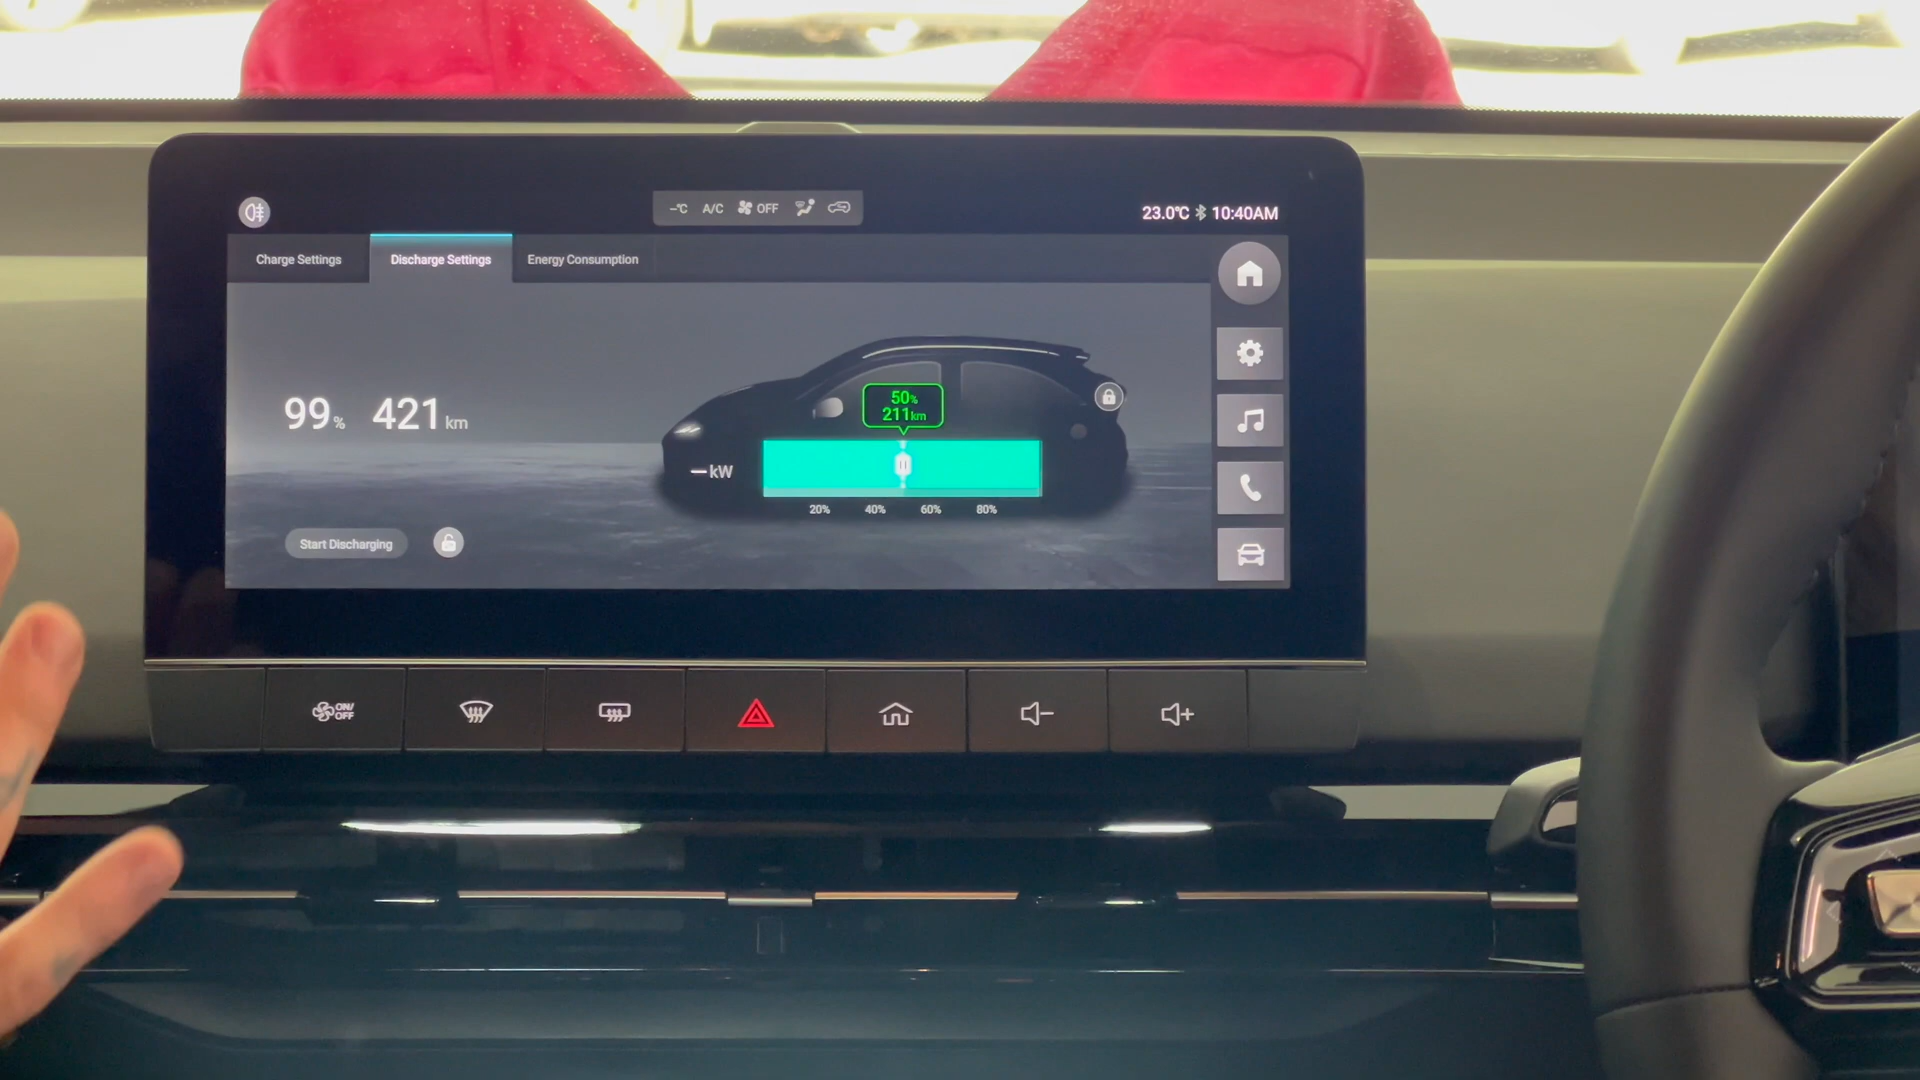 --°C A/C OFF
23.0°C 10:40AM
Charge Settings
Discharge Settings
Energy Consumption
99% 421km
50%
211km
—kW
20% 40% 60% 80%
Start Discharging
ON/
OFF